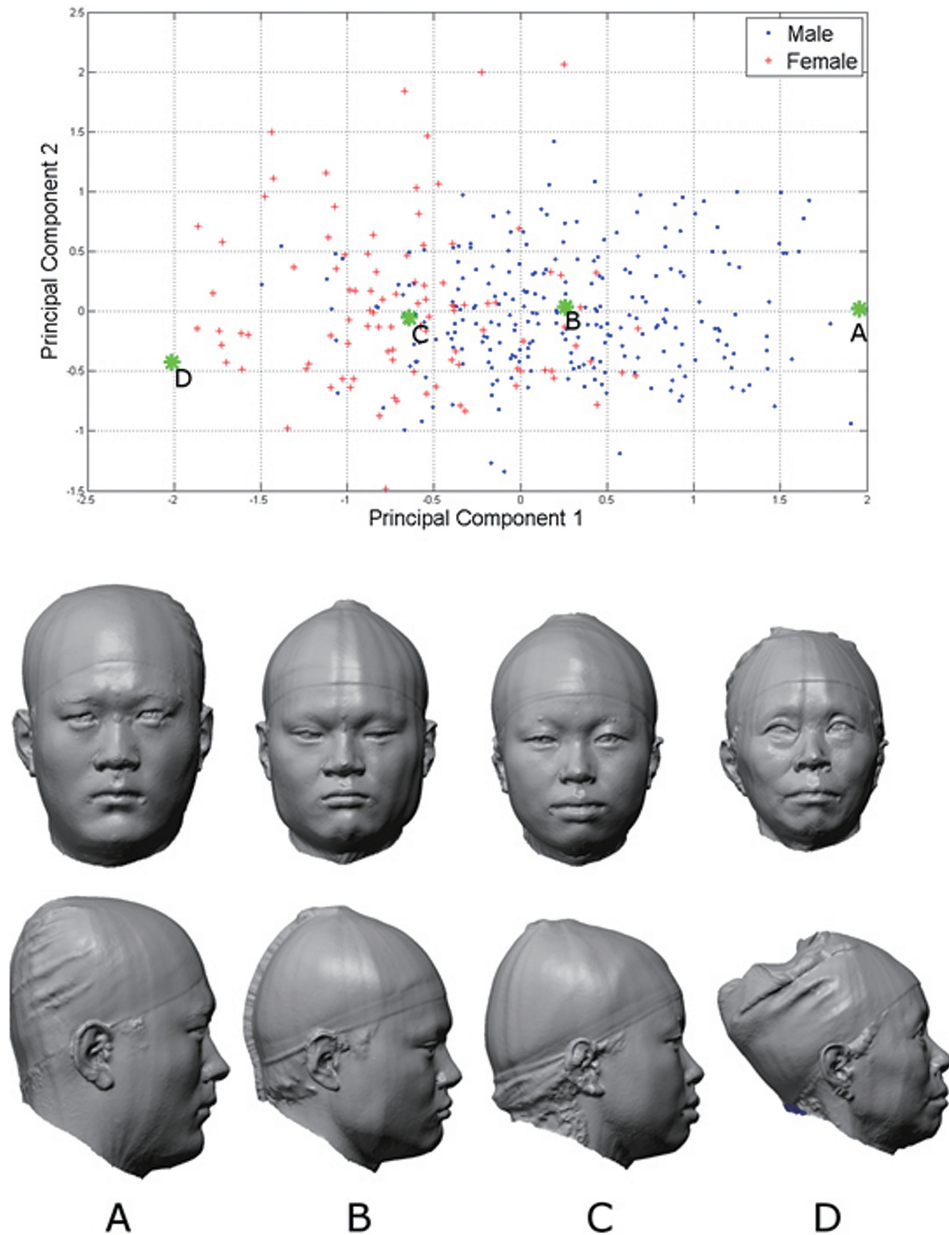 2.5
Male
2
Female
1.5
1
0.5
0
-0.5
-1
-1.5
Principal Component 2
A
B
C
D
-2.5 -2 -1.5 -1 -0.5 0 0.5 1 1.5 2
Principal Component 1
A B C D